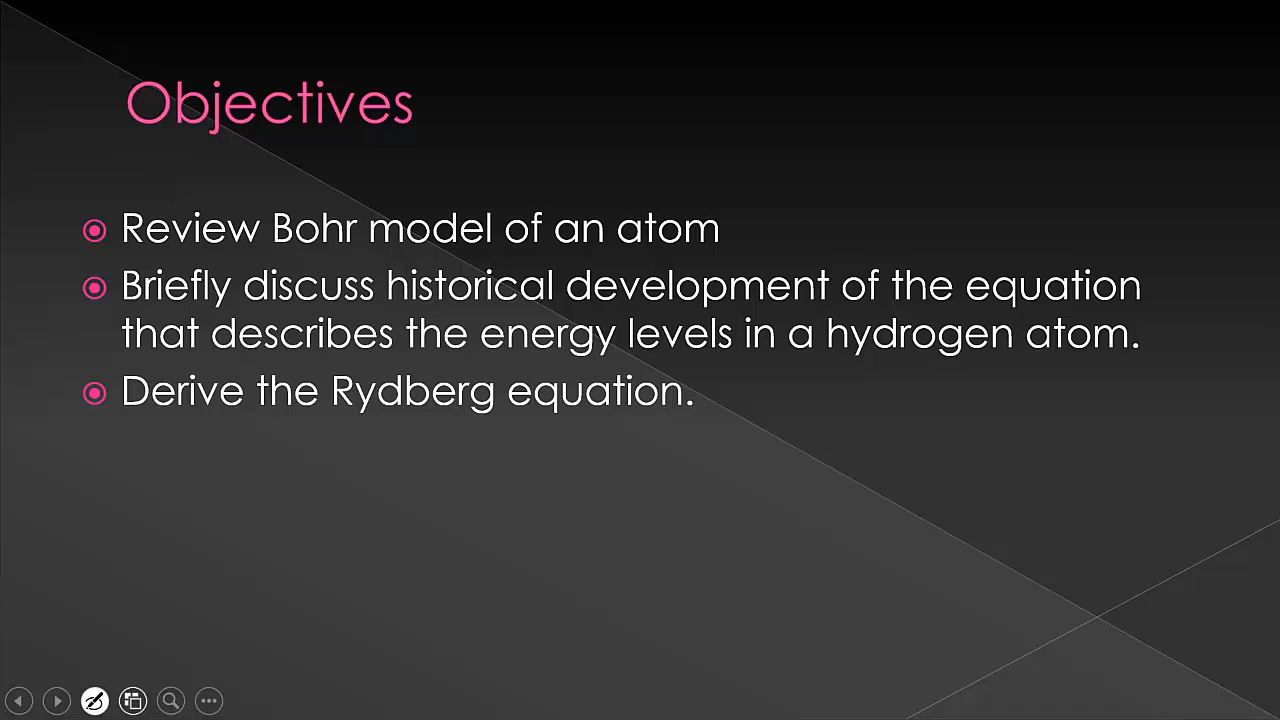 Objectives
Review Bohr model of an atom
Briefly discuss historical development of the equation
that describes the energy levels in a hydrogen atom.
Derive the Rydberg equation.